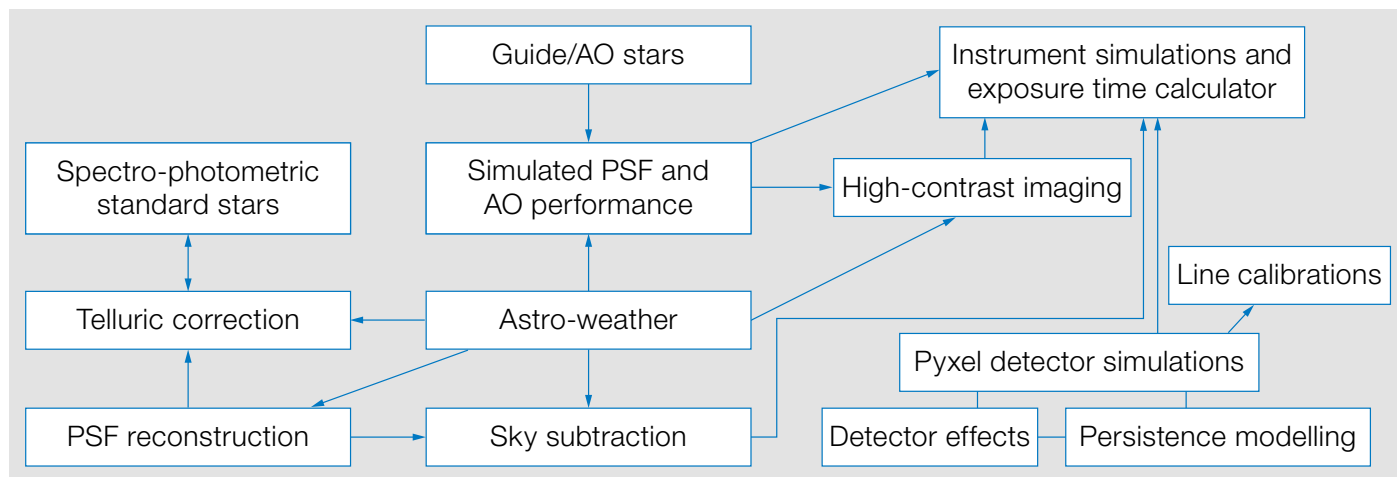 Guide/AO stars
Instrument simulations and
exposure time calculator
Spectro-photometric
standard stars
Simulated PSF and
AO performance
High-contrast imaging
Line calibrations
Telluric correction
Astro-weather
Pyxel detector simulations
PSF reconstruction
Sky subtraction
Detector effects
Persistence modelling